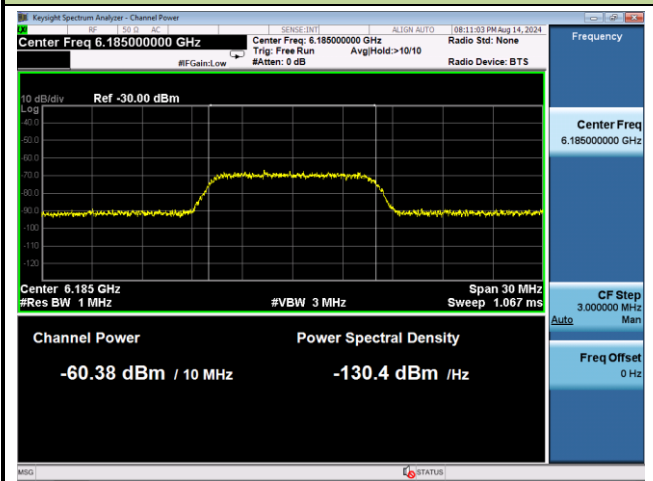 Keysight Spectrum Analyzer - Channel Power
RF 50 Ω AC SENSE:INT ALIGN AUTO 08:11:03 PM Aug 14, 2024
Center Freq 6.185000000 GHz
Center Freq: 6.185000000 GHz Radio Std: None
Trig: Free Run Avg|Hold:>10/10
#IFGain:Low #Atten: 0 dB Radio Device: BTS
10 dB/div Ref -30.00 dBm
Log
-40.0
-50.0
-60.0
-70.0
-80.0
-90.0
-100
-110
-120
Center 6.185 GHz Span 30 MHz
#Res BW 1 MHz #VBW 3 MHz Sweep 1.067 ms
Channel Power Power Spectral Density
-60.38 dBm / 10 MHz -130.4 dBm /Hz
MSG STATUS
Frequency
Center Freq
6.185000000 GHz
CF Step
3.000000 MHz
Auto Man
Freq Offset
0 Hz